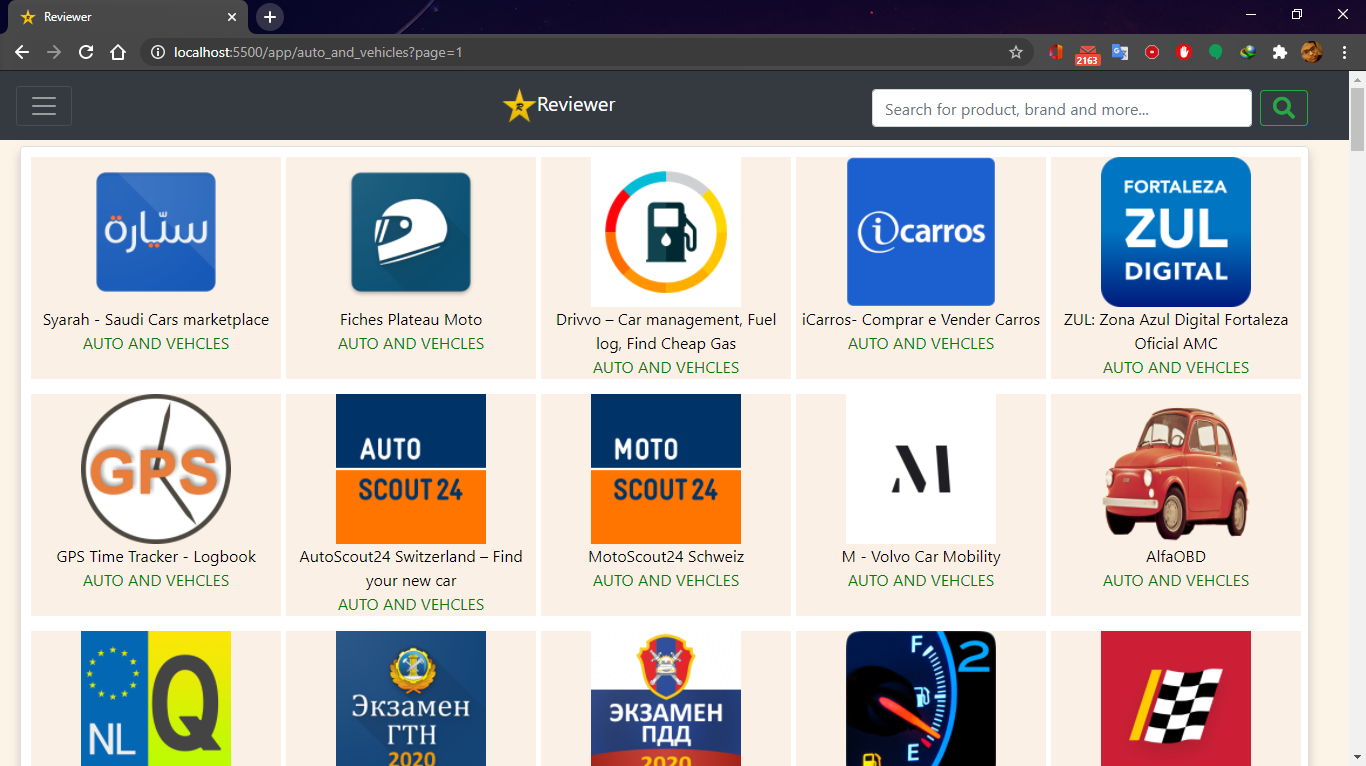 Reviewer
localhost:5500/app/auto_and_vehicles?page=1
2163
Reviewer
Search for product, brand and more...
سيّارة
icarros
FORTALEZA
ZUL
DIGITAL
Syarah - Saudi Cars marketplace
AUTO AND VEHCLES
Fiches Plateau Moto
AUTO AND VEHCLES
Drivvo – Car management, Fuel
log, Find Cheap Gas
AUTO AND VEHCLES
iCarros- Comprar e Vender Carros
AUTO AND VEHCLES
ZUL: Zona Azul Digital Fortaleza
Oficial AMC
AUTO AND VEHCLES
GPS
AUTO
SCOUT 24
MOTO
SCOUT 24
M
GPS Time Tracker - Logbook
AUTO AND VEHCLES
AutoScout24 Switzerland – Find
your new car
AUTO AND VEHCLES
MotoScout24 Schweiz
AUTO AND VEHCLES
M - Volvo Car Mobility
AUTO AND VEHCLES
AlfaOBD
AUTO AND VEHCLES
NL
Q
Экзамен
ГТН
2020
ЭКЗАМЕН
ПДД
2020
F
2
E